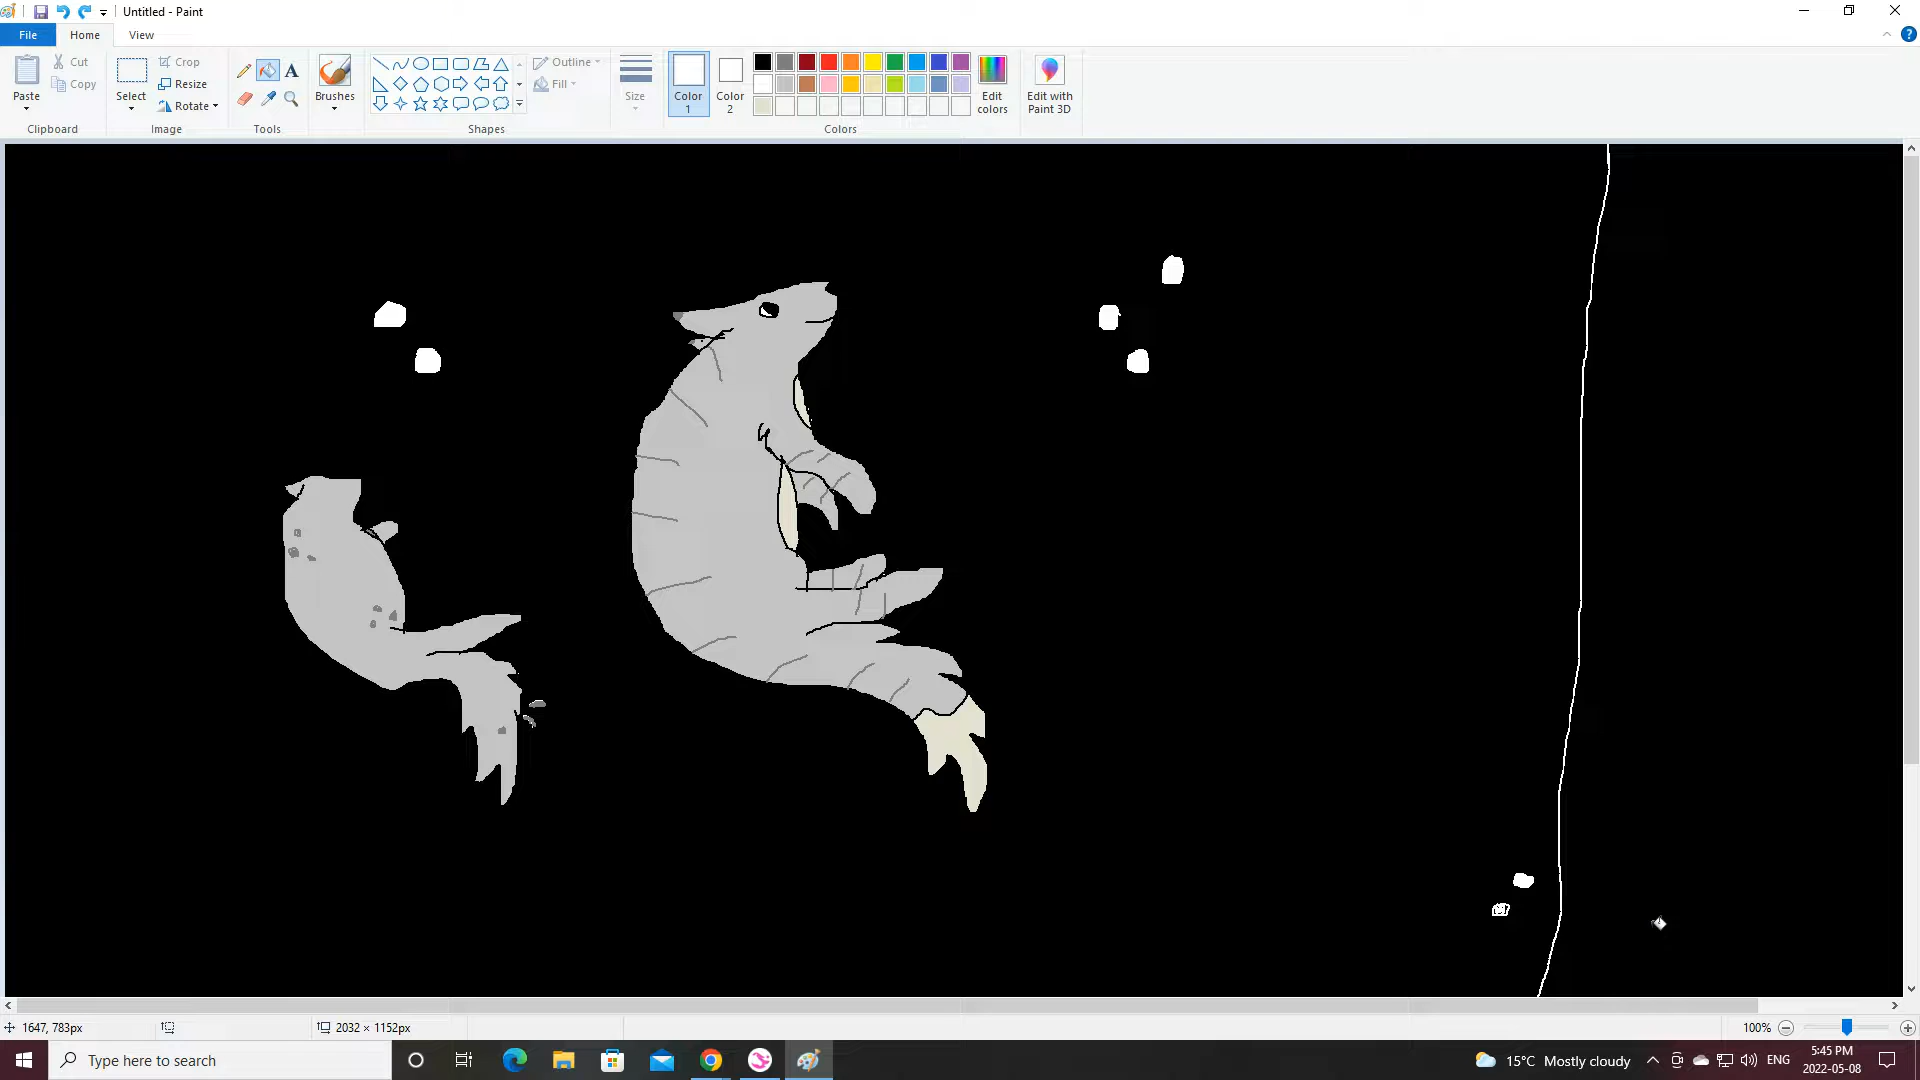 Untitled - Paint
File Home View
Paste
Cut
Copy
Clipboard
Select
Crop
Resize
Rotate
Image
A
Tools
Brushes
Shapes
Outline
Fill
Size
Color 1
Color 2
Edit colors
Colors
Edit with Paint 3D
1647, 783px
2032 × 1152px
100%
Type here to search
15°C Mostly cloudy
ENG
5:45 PM
2022-05-08